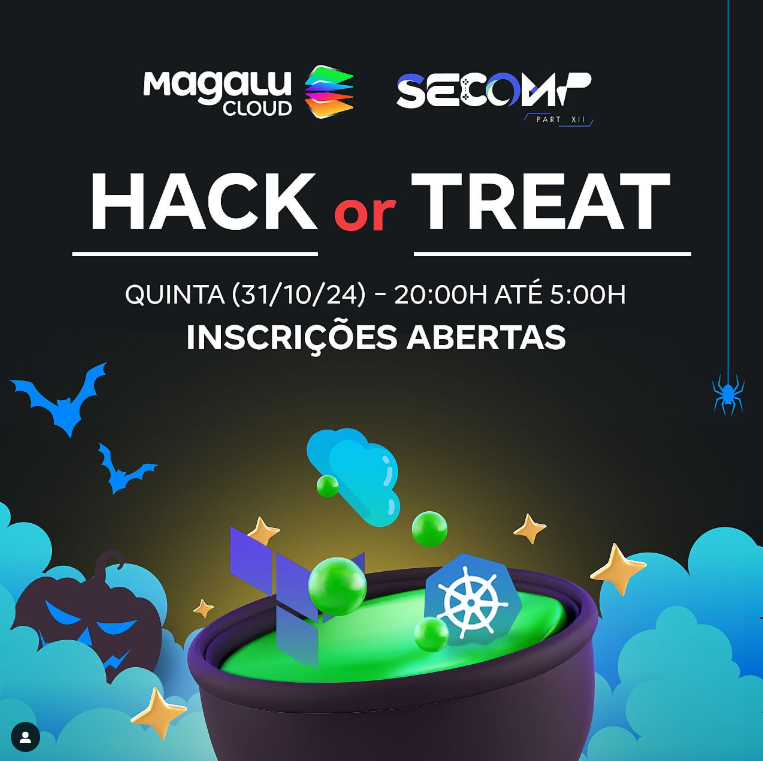 magalu
CLOUD
SECOMP
PART XII
HACK or TREAT
QUINTA (31/10/24) - 20:00H ATÉ 5:00H
INSCRIÇÕES ABERTAS